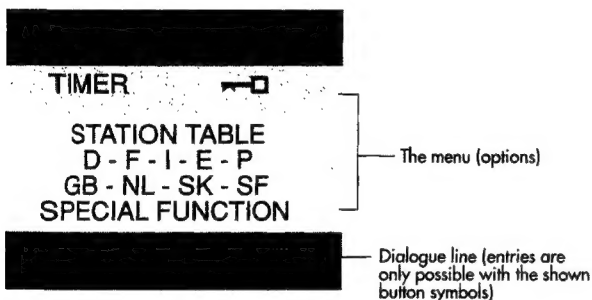 TIMER
STATION TABLE
D - F - I - E - P
GB - NL - SK - SF
SPECIAL FUNCTION
The menu (options)
Dialogue line (entries are
only possible with the shown
button symbols)